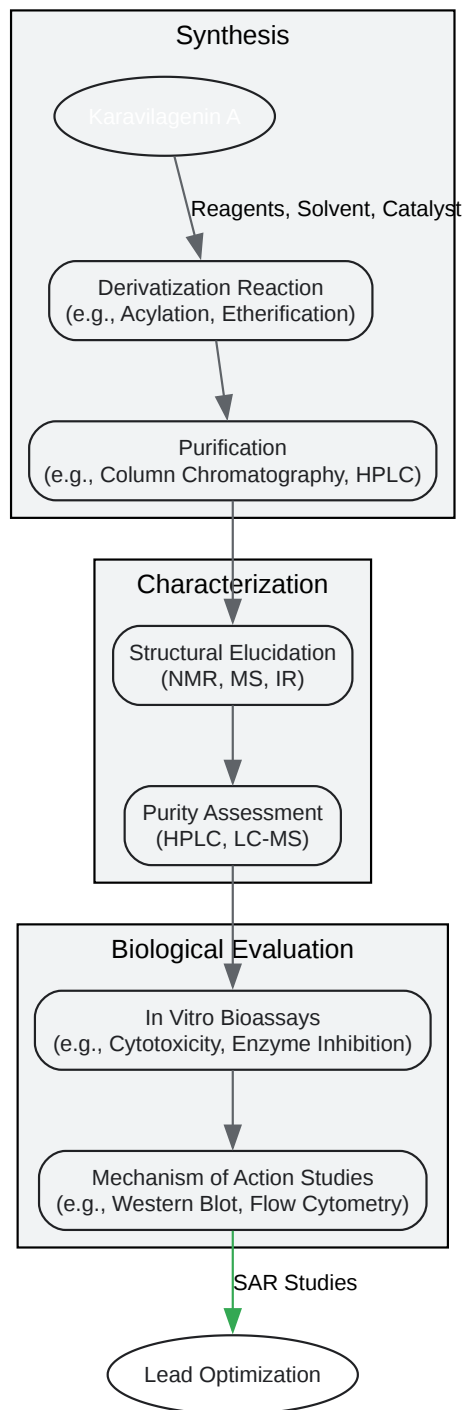 Synthesis
Karavilagenin A
Reagents, Solvent, Catalyst
Derivatization Reaction
(e.g., Acylation, Etherification)
Purification
(e.g., Column Chromatography, HPLC)
Characterization
Structural Elucidation
(NMR, MS, IR)
Purity Assessment
(HPLC, LC-MS)
Biological Evaluation
In Vitro Bioassays
(e.g., Cytotoxicity, Enzyme Inhibition)
Mechanism of Action Studies
(e.g., Western Blot, Flow Cytometry)
SAR Studies
Lead Optimization